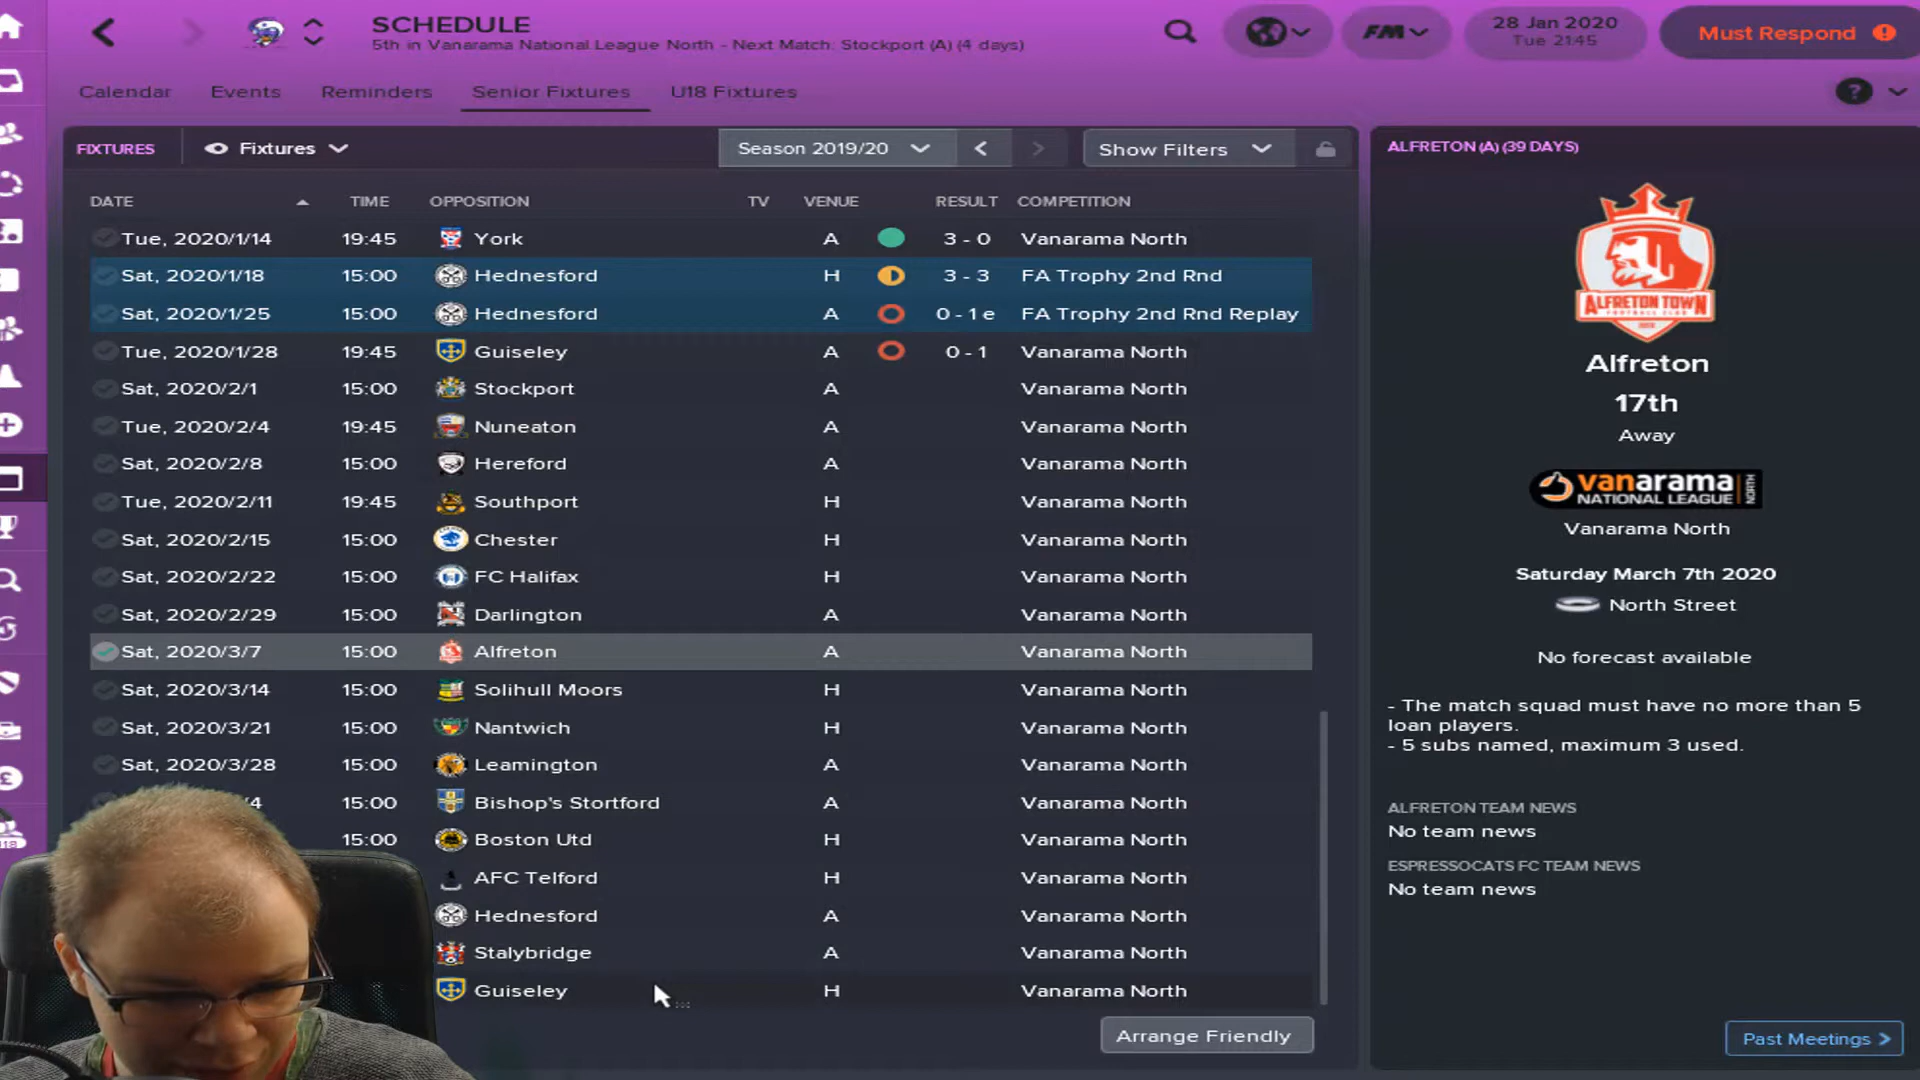 SCHEDULE
5th in Vanarama National League North - Next Match: Stockport (A) (4 days)
FM
28 Jan 2020
Tue 21:45
Must Respond
Calendar
Events
Reminders
Senior Fixtures
U18 Fixtures
?
FIXTURES
Fixtures
Season 2019/20
Show Filters
DATE TIME OPPOSITION TV VENUE RESULT COMPETITION
Tue, 2020/1/14 19:45 York A 3 - 0 Vanarama North
Sat, 2020/1/18 15:00 Hednesford H 3 - 3 FA Trophy 2nd Rnd
Sat, 2020/1/25 15:00 Hednesford A 0 - 1 e FA Trophy 2nd Rnd Replay
Tue, 2020/1/28 19:45 Guiseley A 0 - 1 Vanarama North
Sat, 2020/2/1 15:00 Stockport A Vanarama North
Tue, 2020/2/4 19:45 Nuneaton A Vanarama North
Sat, 2020/2/8 15:00 Hereford A Vanarama North
Tue, 2020/2/11 19:45 Southport H Vanarama North
Sat, 2020/2/15 15:00 Chester H Vanarama North
Sat, 2020/2/22 15:00 FC Halifax H Vanarama North
Sat, 2020/2/29 15:00 Darlington A Vanarama North
Sat, 2020/3/7 15:00 Alfreton A Vanarama North
Sat, 2020/3/14 15:00 Solihull Moors H Vanarama North
Sat, 2020/3/21 15:00 Nantwich H Vanarama North
Sat, 2020/3/28 15:00 Leamington A Vanarama North
4 15:00 Bishop's Stortford A Vanarama North
15:00 Boston Utd H Vanarama North
AFC Telford H Vanarama North
Hednesford A Vanarama North
Stalybridge A Vanarama North
Guiseley H Vanarama North
Arrange Friendly
ALFRETON (A) (39 DAYS)
ALFRETON TOWN
Alfreton
17th
Away
vanarama
NATIONAL LEAGUE NORTH
Vanarama North
Saturday March 7th 2020
North Street
No forecast available
- The match squad must have no more than 5
loan players.
- 5 subs named, maximum 3 used.
ALFRETON TEAM NEWS
No team news
ESPRESSOCATS FC TEAM NEWS
No team news
Past Meetings >